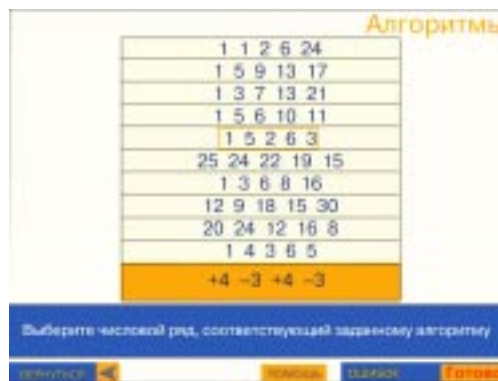 Алгоритмы
1 1 2 6 24
1 5 9 13 17
1 3 7 13 21
1 5 6 10 11
1 5 2 6 3
25 24 22 19 15
1 3 6 8 16
12 9 18 15 30
20 24 12 16 8
1 4 3 6 5
+4 −3 +4 −3
Выберите числовой ряд, соответствующий заданному алгоритму
ВЕРНУТЬСЯ ПОМОЩЬ ОШИБОК Готово